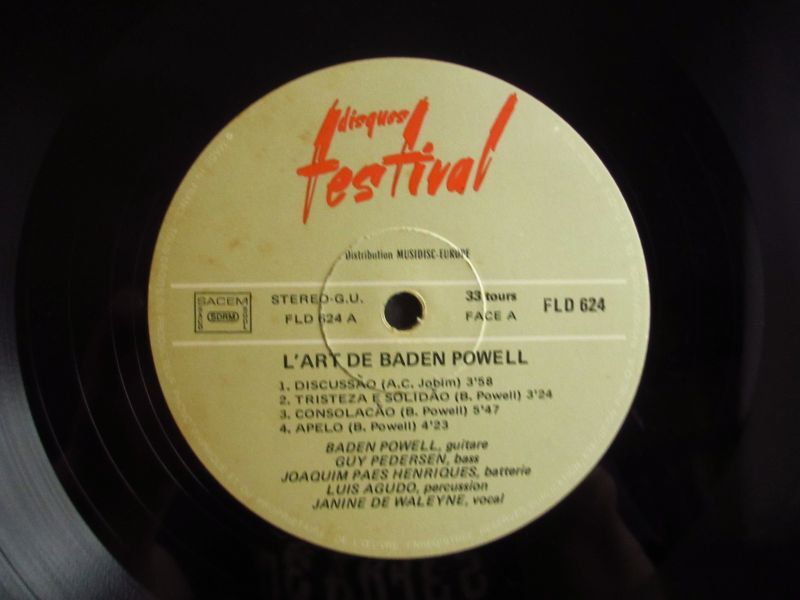 disques
festival
Distribution MUSIDISC-EUROPE
SACEM
SDRM
STEREO-G.U.
33 tours
FLD 624
FLD 624 A
FACE A
L'ART DE BADEN POWELL
1. DISCUSSÃO (A.C. Jobim) 3'58
2. TRISTEZA E SOLIDÃO (B. Powell) 3'24
3. CONSOLACÃO (B. Powell) 5'47
4. APELO (B. Powell) 4'23
BADEN POWELL, guitare
GUY PEDERSEN, bass
JOAQUIM PAES HENRIQUES, batterie
LUIS AGUDO, percussion
JANINE DE WALEYNE, vocal